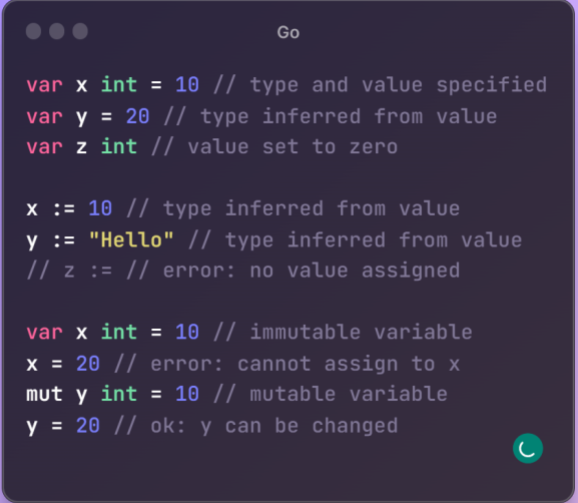 Go
var x int = 10 // type and value specified
var y = 20 // type inferred from value
var z int // value set to zero
x := 10 // type inferred from value
y := "Hello" // type inferred from value
// z := // error: no value assigned
var x int = 10 // immutable variable
x = 20 // error: cannot assign to x
mut y int = 10 // mutable variable
y = 20 // ok: y can be changed